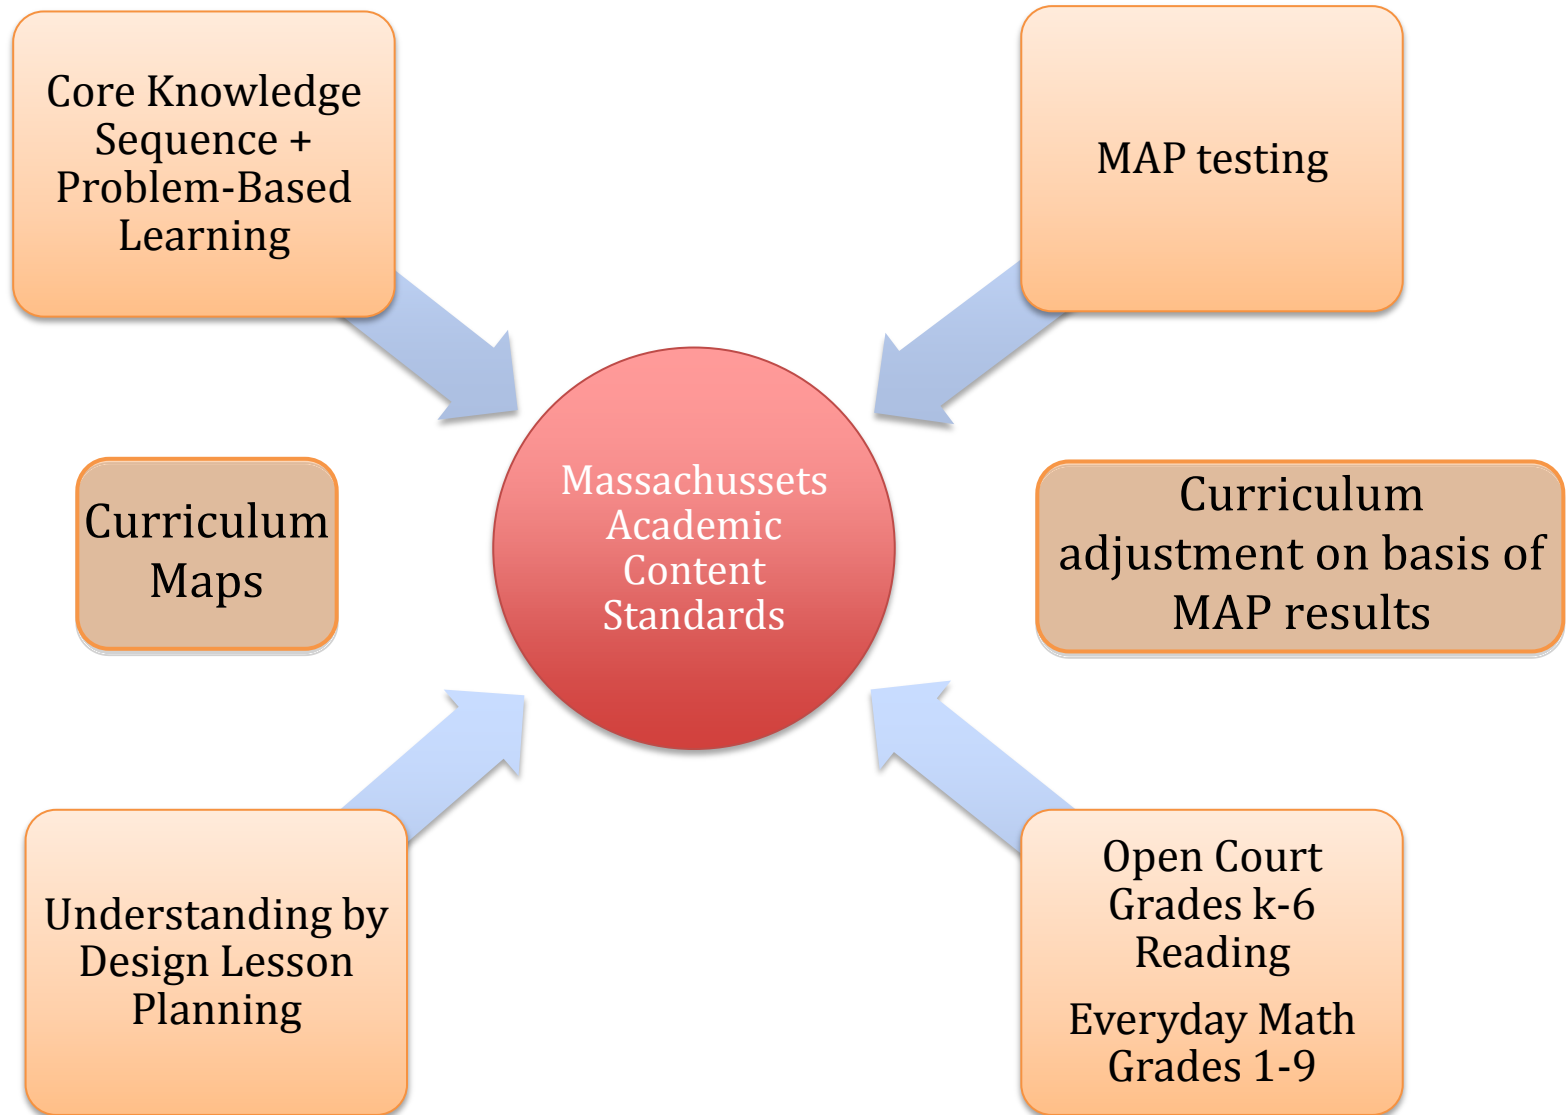 Core Knowledge
Sequence +
Problem-Based
Learning
MAP testing
Massachussets
Academic
Content
Standards
Curriculum
Maps
Curriculum
adjustment on basis of
MAP results
Understanding by
Design Lesson
Planning
Open Court
Grades k-6
Reading
Everyday Math
Grades 1-9